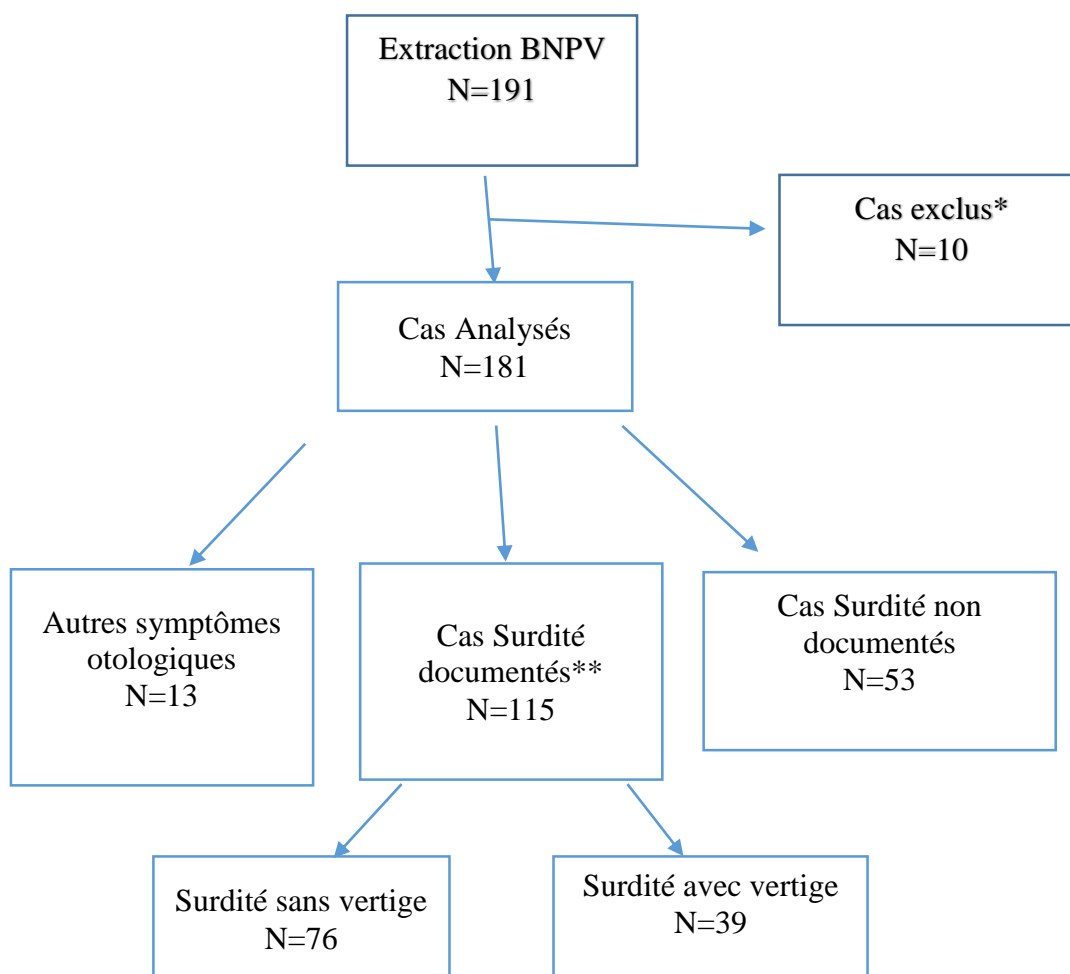 Extraction BNPV
N=191
Cas exclus*
N=10
Cas Analysés
N=181
Autres symptômes
otologiques
N=13
Cas Surdité
documentés**
N=115
Cas Surdité non
documentés
N=53
Surdité sans vertige
N=76
Surdité avec vertige
N=39